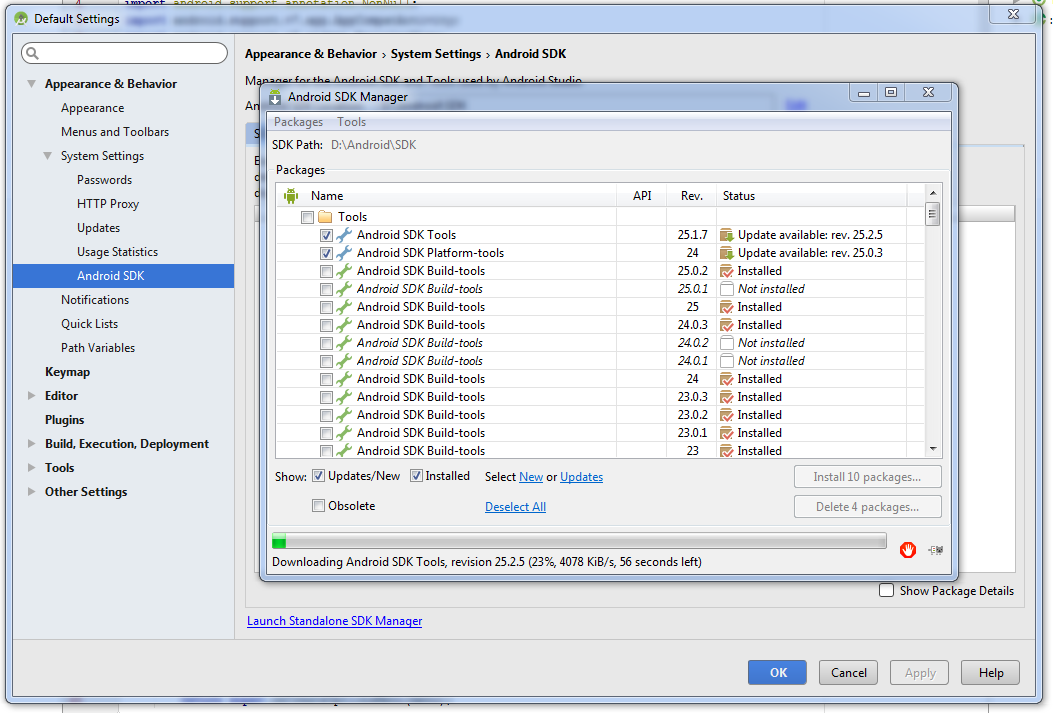 import android.support.annotation.NonNull;
Default Settings
Appearance & Behavior › System Settings › Android SDK
Manager for the Android SDK and Tools used by Android Studio
Appearance & Behavior
Appearance
Menus and Toolbars
System Settings
Passwords
HTTP Proxy
Updates
Usage Statistics
Android SDK
Notifications
Quick Lists
Path Variables
Keymap
Editor
Plugins
Build, Execution, Deployment
Tools
Other Settings
Android SDK Manager
Packages Tools
SDK Path: D:\Android\SDK
Packages
Name API Rev. Status
Tools
Android SDK Tools 25.1.7 Update available: rev. 25.2.5
Android SDK Platform-tools 24 Update available: rev. 25.0.3
Android SDK Build-tools 25.0.2 Installed
Android SDK Build-tools 25.0.1 Not installed
Android SDK Build-tools 25 Installed
Android SDK Build-tools 24.0.3 Installed
Android SDK Build-tools 24.0.2 Not installed
Android SDK Build-tools 24.0.1 Not installed
Android SDK Build-tools 24 Installed
Android SDK Build-tools 23.0.3 Installed
Android SDK Build-tools 23.0.2 Installed
Android SDK Build-tools 23.0.1 Installed
Android SDK Build-tools 23 Installed
Show: Updates/New Installed Select New or Updates Install 10 packages...
Obsolete Deselect All Delete 4 packages...
Downloading Android SDK Tools, revision 25.2.5 (23%, 4078 KiB/s, 56 seconds left)
Show Package Details
Launch Standalone SDK Manager
OK Cancel Apply Help